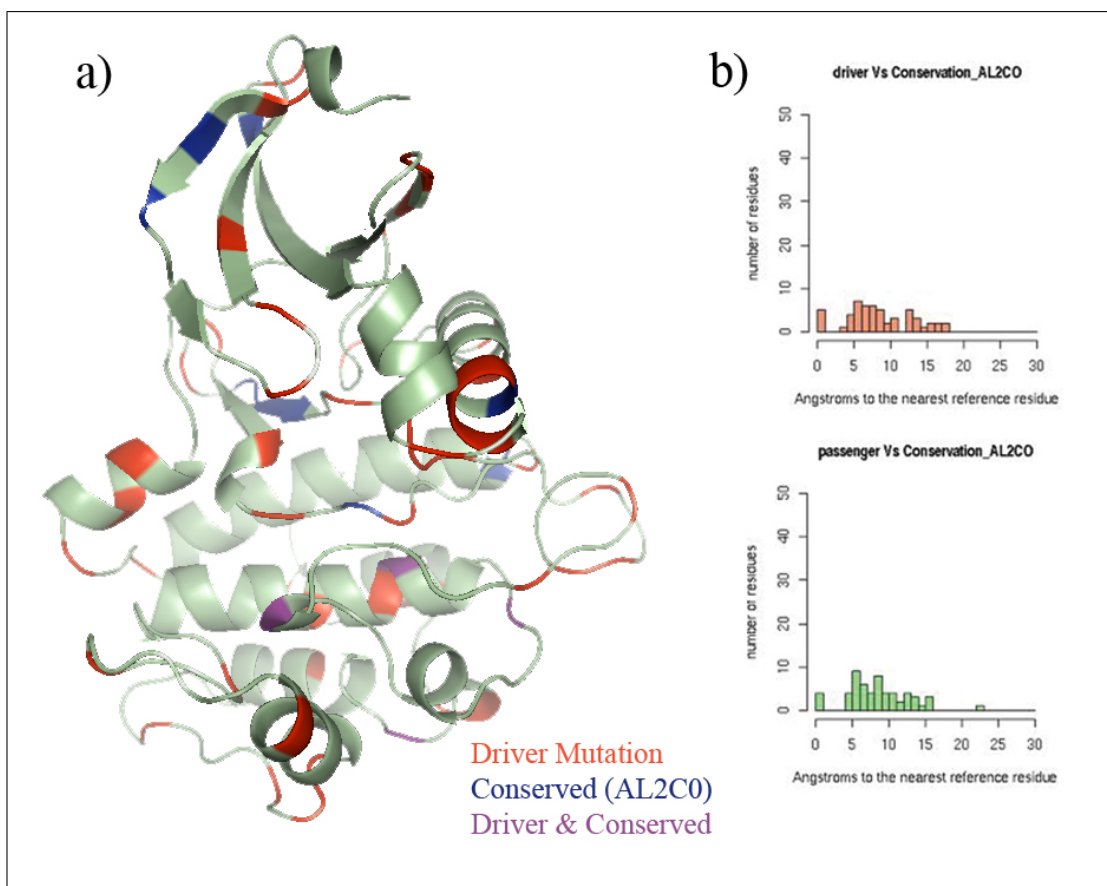 a)
Driver Mutation
Conserved (AL2C0)
Driver & Conserved
b)
driver Vs Conservation_AL2CO
number of residues
50
40
30
20
10
0
0 5 10 15 20 25 30
Angstroms to the nearest reference residue
passenger Vs Conservation_AL2CO
number of residues
50
40
30
20
10
0
0 5 10 15 20 25 30
Angstroms to the nearest reference residue